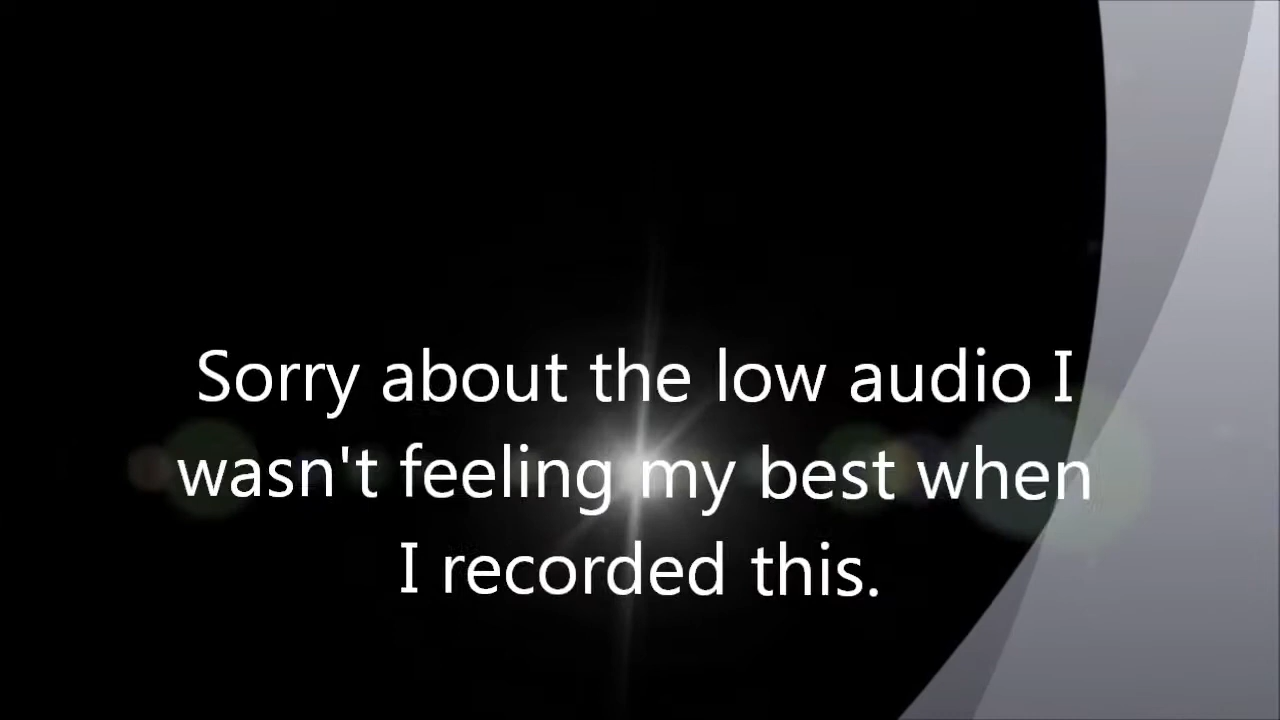 Sorry about the low audio I
wasn't feeling my best when
I recorded this.